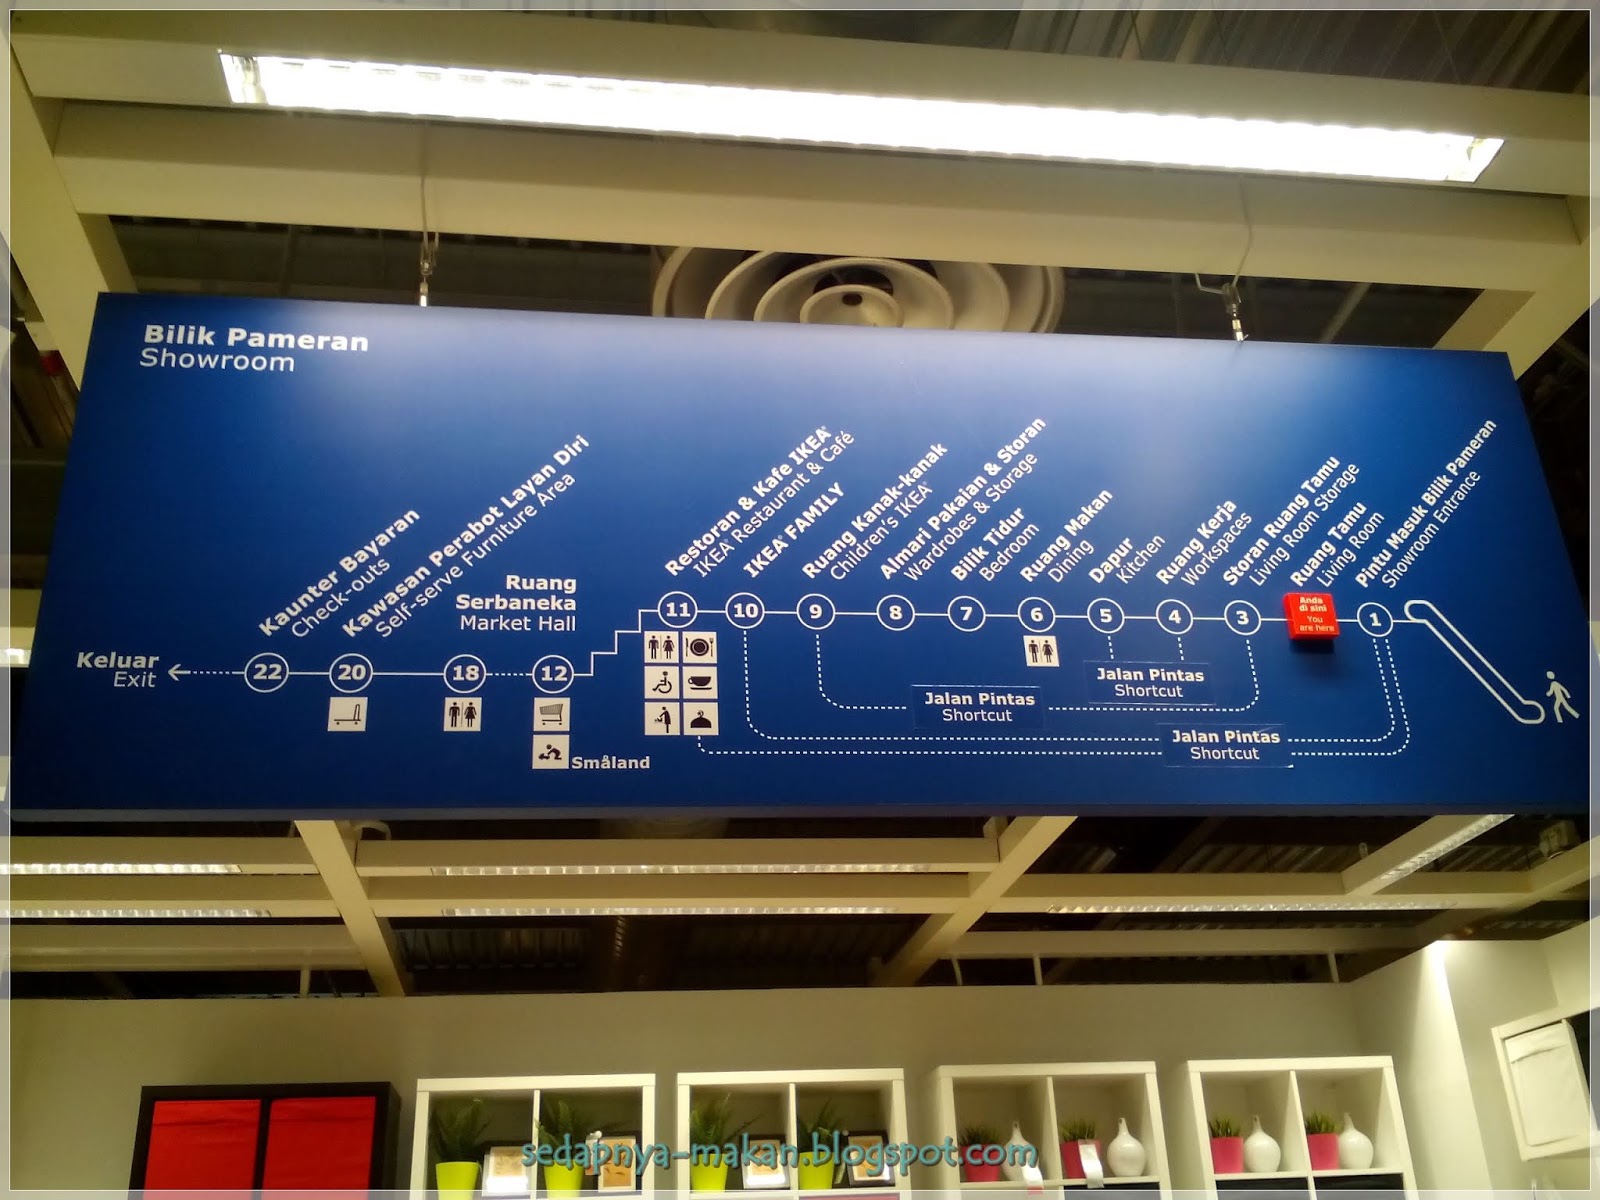 Bilik Pameran
Showroom
Keluar
Exit
22
Kaunter Bayaran
Check-outs
20
Kawasan Perabot Layan Diri
Self-serve Furniture Area
18
12
Ruang
Serbaneka
Market Hall
Småland
11
Restoran & Kafe IKEA®
IKEA® Restaurant & Café
10
IKEA® FAMILY
9
Ruang Kanak-kanak
Children's IKEA®
8
Almari Pakaian & Storan
Wardrobes & Storage
7
Bilik Tidur
Bedroom
6
Ruang Makan
Dining
5
Dapur
Kitchen
4
Ruang Kerja
Workspaces
3
Storan Ruang Tamu
Living Room Storage
Anda
di sini
You
are here
Ruang Tamu
Living Room
1
Pintu Masuk Bilik Pameran
Showroom Entrance
Jalan Pintas
Shortcut
Jalan Pintas
Shortcut
Jalan Pintas
Shortcut
sedapnya-makan.blogspot.com